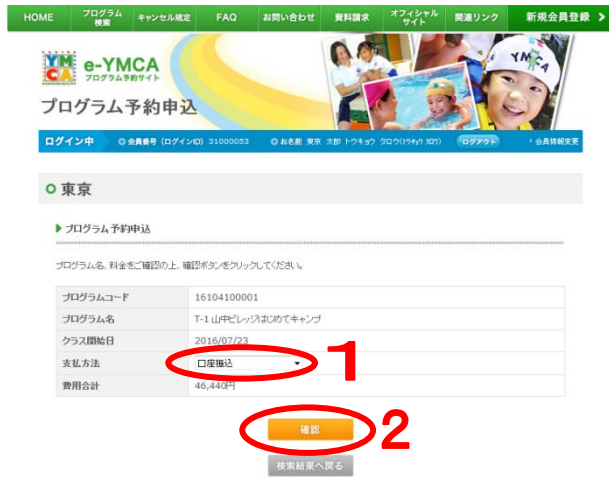 HOME プログラム検索 キャンセル規定 FAQ お問い合わせ 資料請求 オフィシャルサイト 関連リンク 新規会員登録
YMCA e-YMCA
プログラム予約サイト
YMCA
プログラム予約申込
ログイン中 会員番号(ログインID) 31000053 お名前 東京 太郎 トウキョウ タロウ ログアウト 会員情報変更
東京
プログラム予約申込
プログラム名、料金をご確認の上、確認ボタンをクリックしてください。
プログラムコード 16104100001
プログラム名 T-1 山中ビレッジはじめてキャンプ
クラス開始日 2016/07/23
支払方法 口座振込 1
費用合計 46,440円
確認 2
検索結果へ戻る